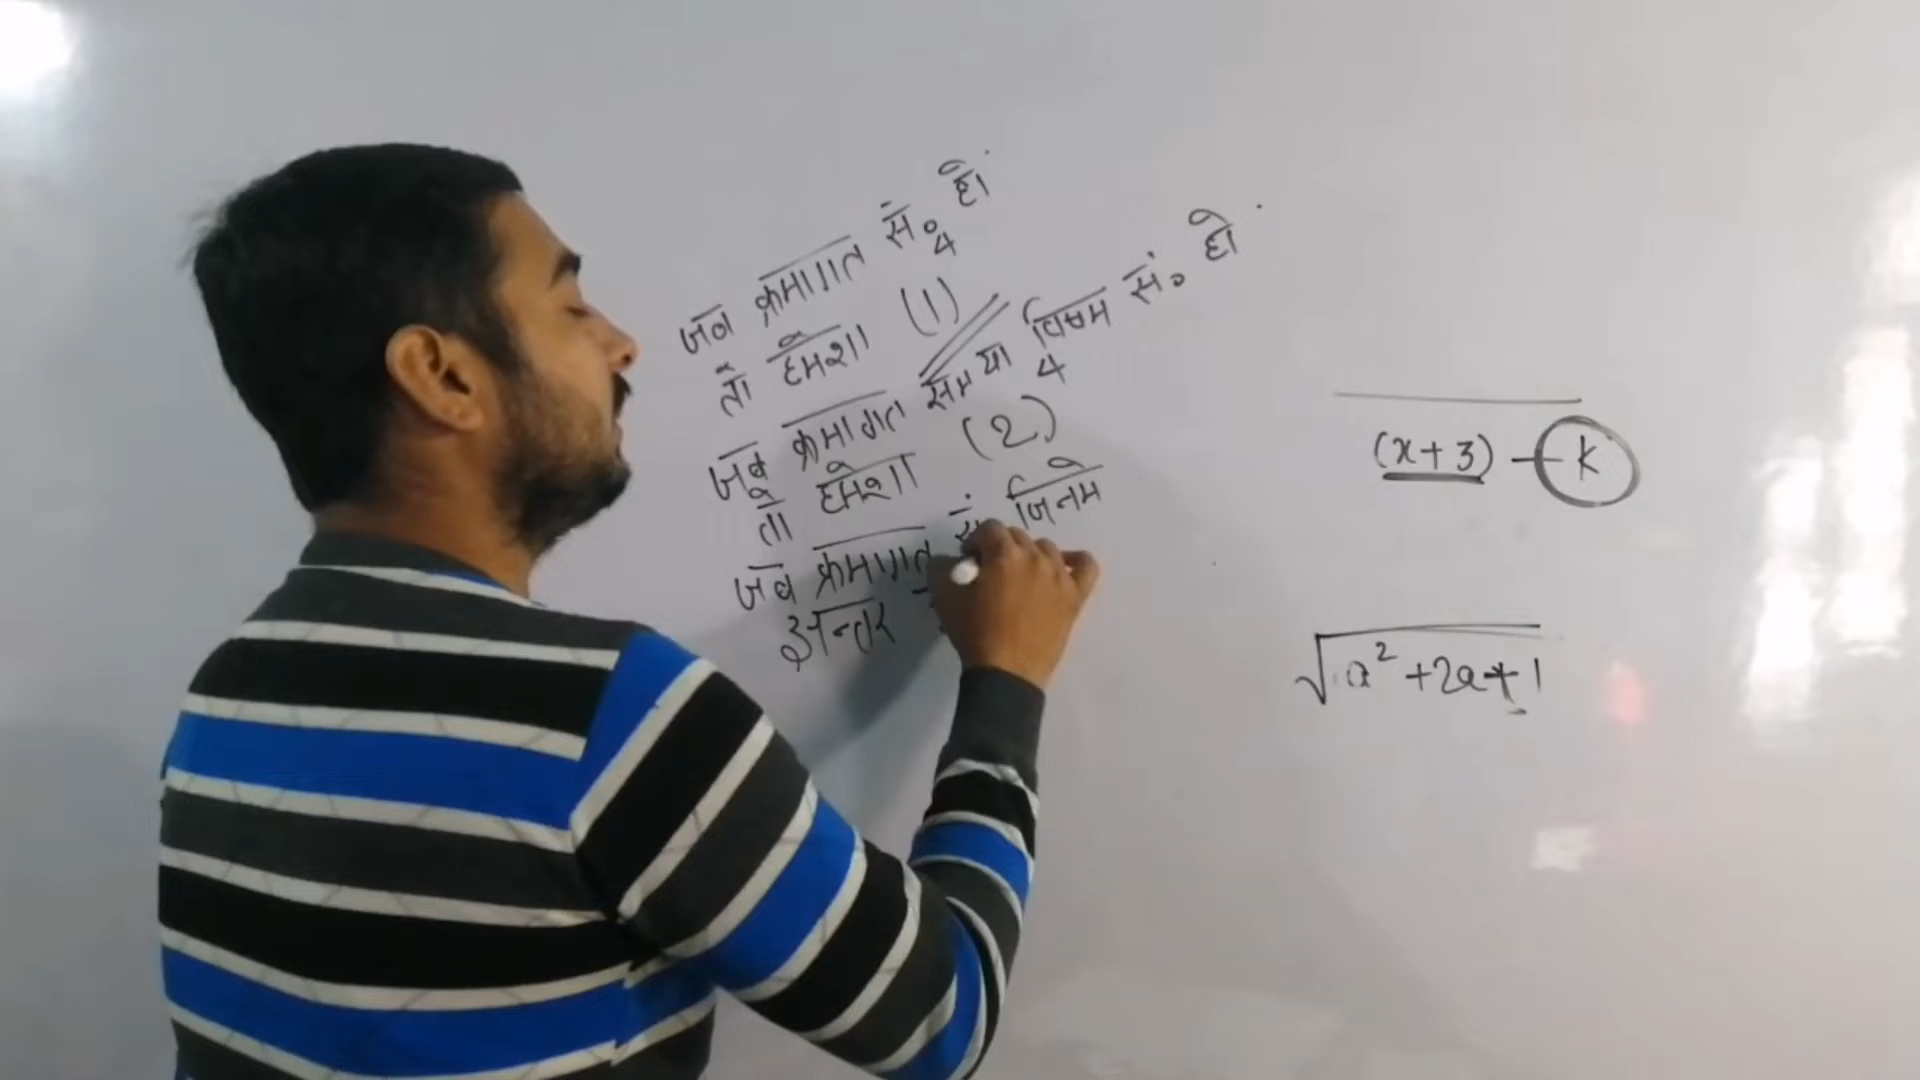 जब क्रमागत सं० हो
4
तो हमेशा (1)
जब क्रमागत सम या विषम सं० हो
4
तो हमेशा (2)
जब क्रमागत जिनमे
अन्तर
(x+3) - k
√a²+2a+1